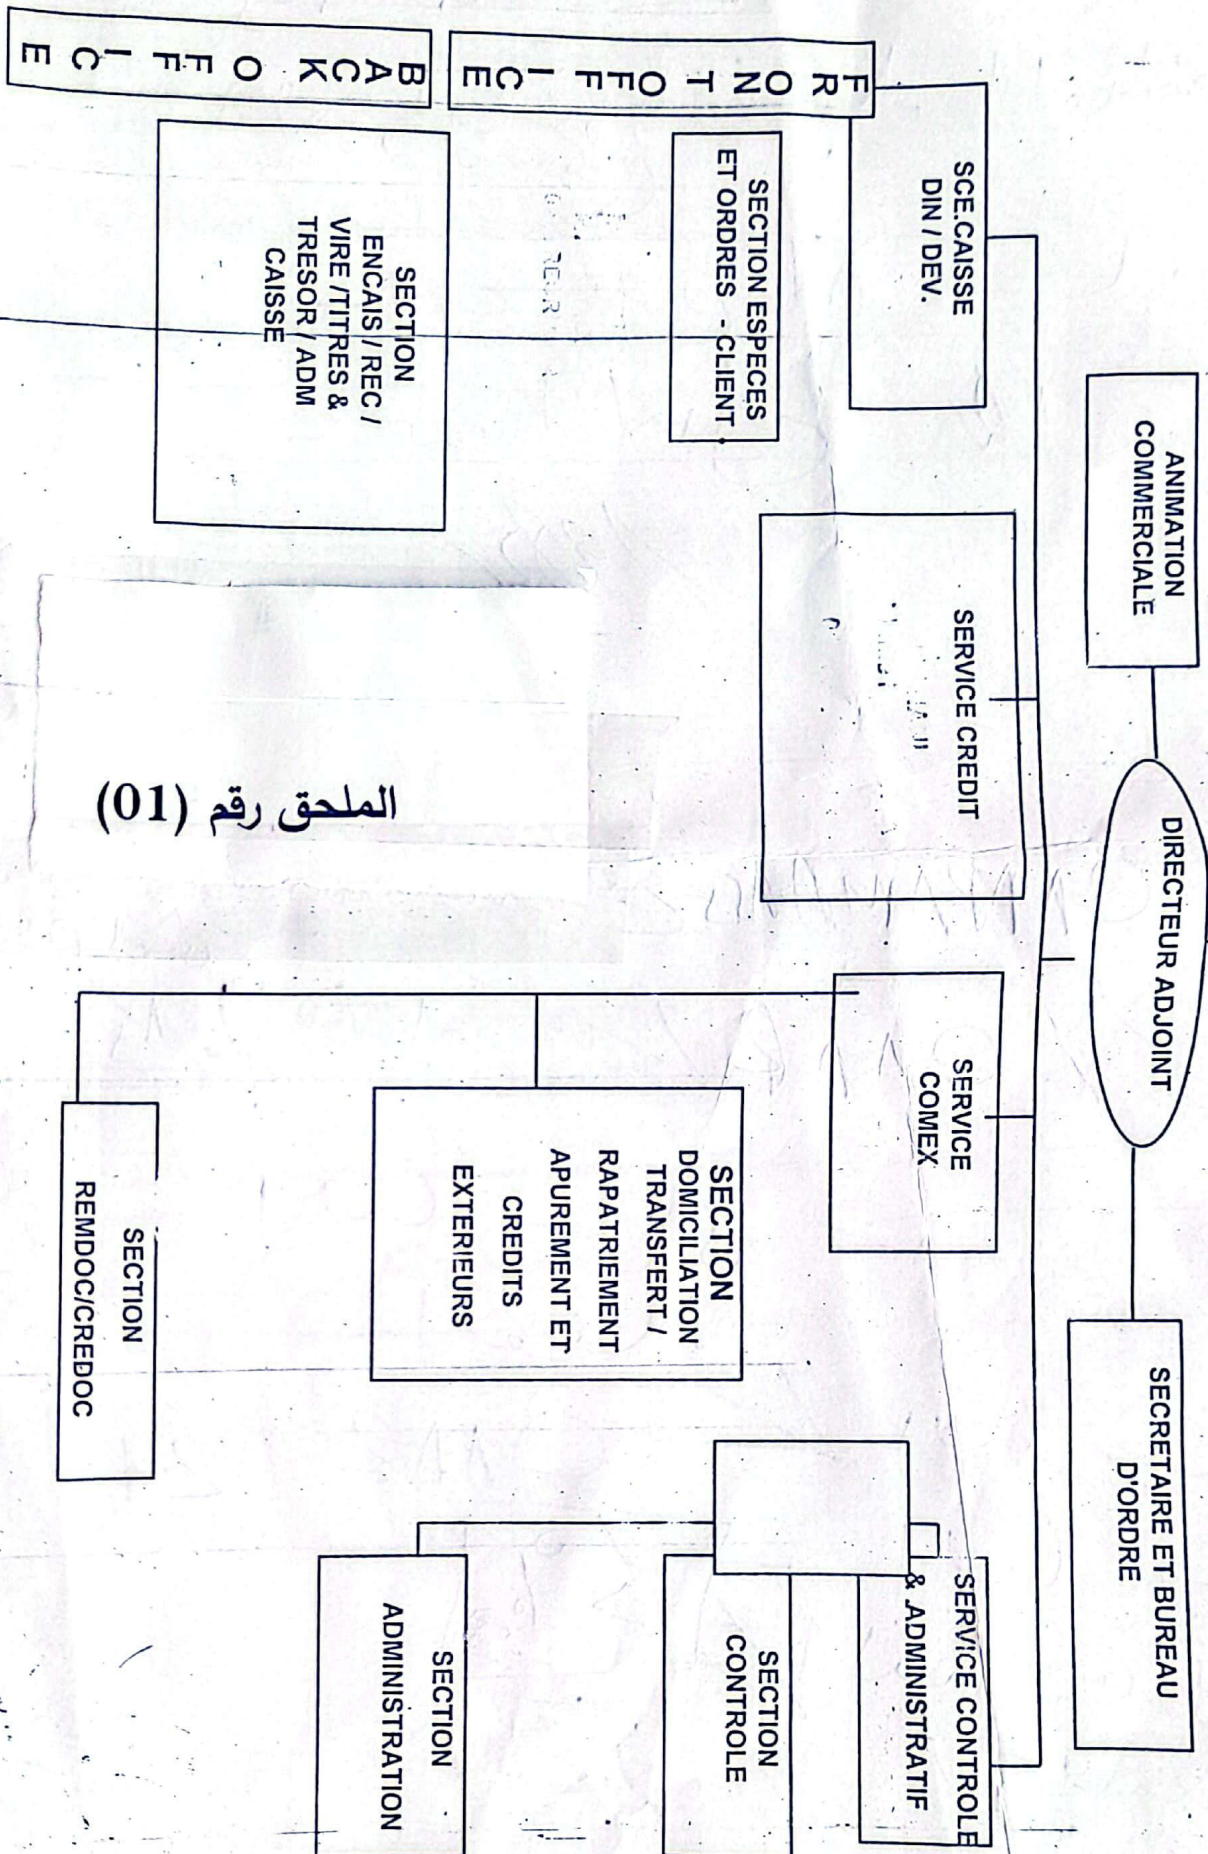 ANIMATION
COMMERCIALE
DIRECTEUR ADJOINT
SECRETAIRE ET BUREAU
D'ORDRE
SCE.CAISSE
DIN / DEV.
SERVICE CREDIT
SERVICE
COMEX
SERVICE CONTROLE
& ADMINISTRATIF
FRONT OFFICE
SECTION ESPECES
ET ORDRES - CLIENT
SECTION
DOMICILIATION
TRANSFERT /
RAPATRIEMENT
APUREMENT ET
CREDITS
EXTERIEURS
SECTION
CONTROLE
BACK OFFICE
SECTION
ENCAIS / REC /
VIRE /TITRES &
TRESOR / ADM
CAISSE
SECTION
REMDOC/CREDOC
SECTION
ADMINISTRATION
الملحق رقم (01)